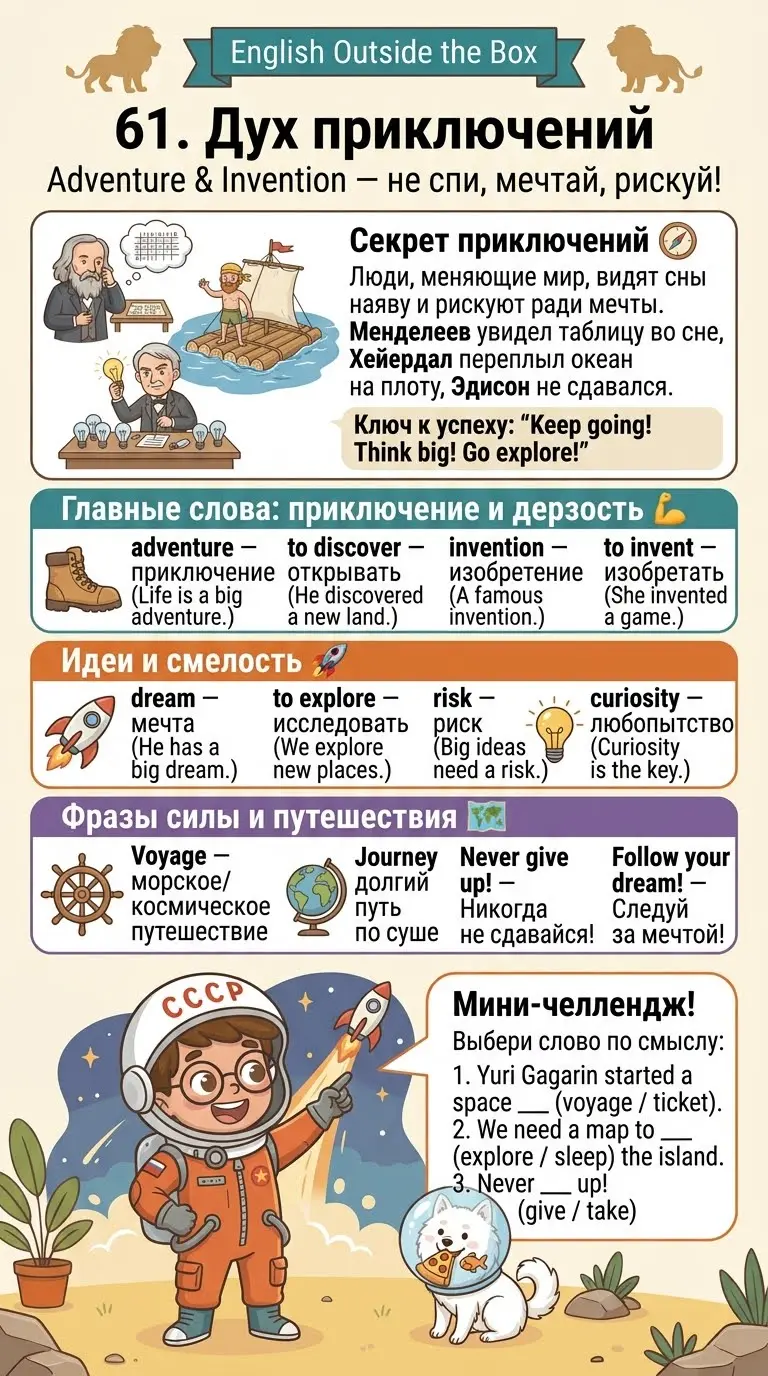 English Outside the Box
61. Дух приключений
Adventure & Invention — не спи, мечтай, рискуй!
Секрет приключений
Люди, меняющие мир, видят сны
наяву и рискуют ради мечты.
Менделеев увидел таблицу во сне,
Хейердал переплыл океан
на плоту, Эдисон не сдавался.
Ключ к успеху: “Keep going!
Think big! Go explore!”
Главные слова: приключение и дерзость
adventure —
приключение
(Life is a big
adventure.)
to discover —
открывать
(He discovered
a new land.)
invention —
изобретение
(A famous
invention.)
to invent —
изобретать
(She invented
a game.)
Идеи и смелость
dream —
мечта
(He has a
big dream.)
to explore —
исследовать
(We explore
new places.)
risk —
риск
(Big ideas
need a risk.)
curiosity —
любопытство
(Curiosity
is the key.)
Фразы силы и путешествия
Voyage —
морское/
космическое
путешествие
Journey
долгий
путь
по суше
Never give
up! —
Никогда
не сдавайся!
Follow your
dream! —
Следуй
за мечтой!
СССР
Мини-челлендж!
Выбери слово по смыслу:
1. Yuri Gagarin started a
space ___ (voyage / ticket).
2. We need a map to ___
(explore / sleep) the island.
3. Never ___ up!
(give / take)